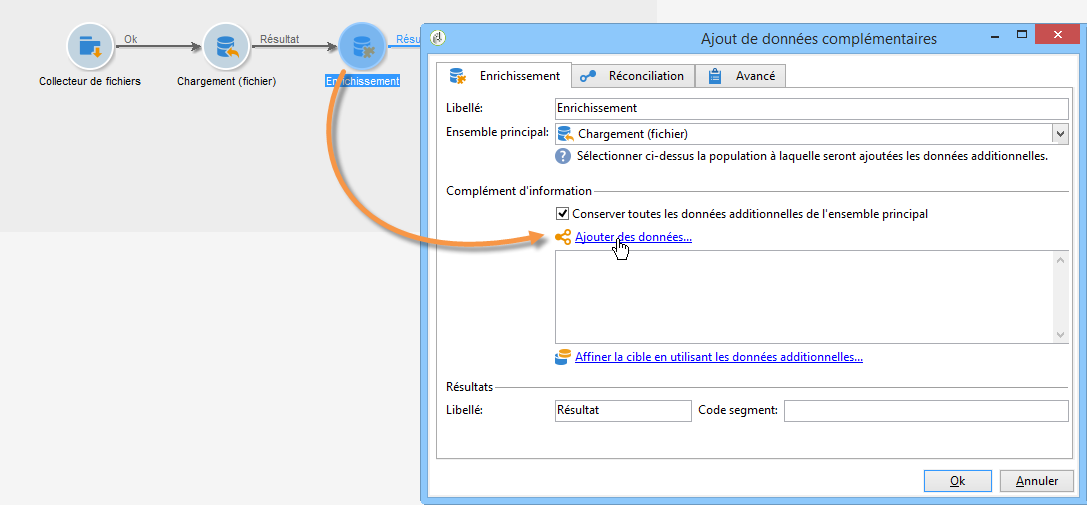 Ok
Résultat
Résu
Collecteur de fichiers
Chargement (fichier)
Enrichissement
Ajout de données complémentaires
Enrichissement
Réconciliation
Avancé
Libellé:
Enrichissement
Ensemble principal:
Chargement (fichier)
Sélectionner ci-dessus la population à laquelle seront ajoutées les données additionnelles.
Complément d'information
Conserver toutes les données additionnelles de l'ensemble principal
Ajouter des données...
Affiner la cible en utilisant les données additionnelles...
Résultats
Libellé:
Résultat
Code segment:
Ok
Annuler